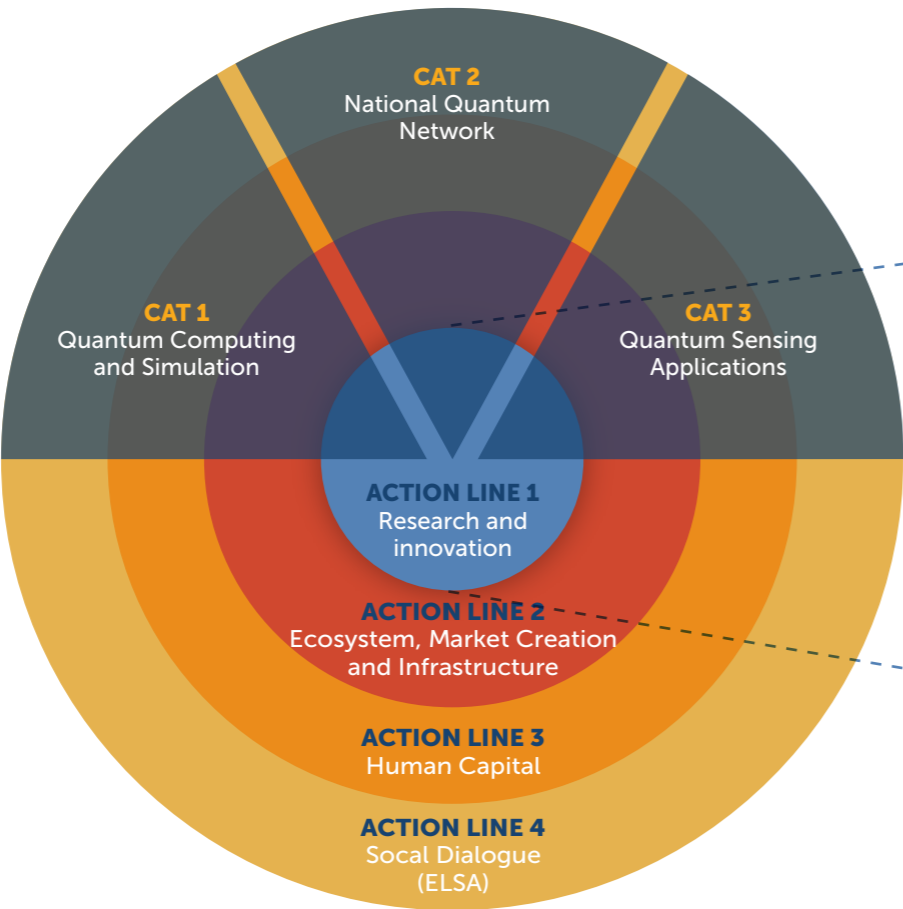 CAT 2
National Quantum
Network
CAT 1
Quantum Computing
and Simulation
CAT 3
Quantum Sensing
Applications
ACTION LINE 1
Research and
innovation
ACTION LINE 2
Ecosystem, Market Creation
and Infrastructure
ACTION LINE 3
Human Capital
ACTION LINE 4
Socal Dialogue
(ELSA)